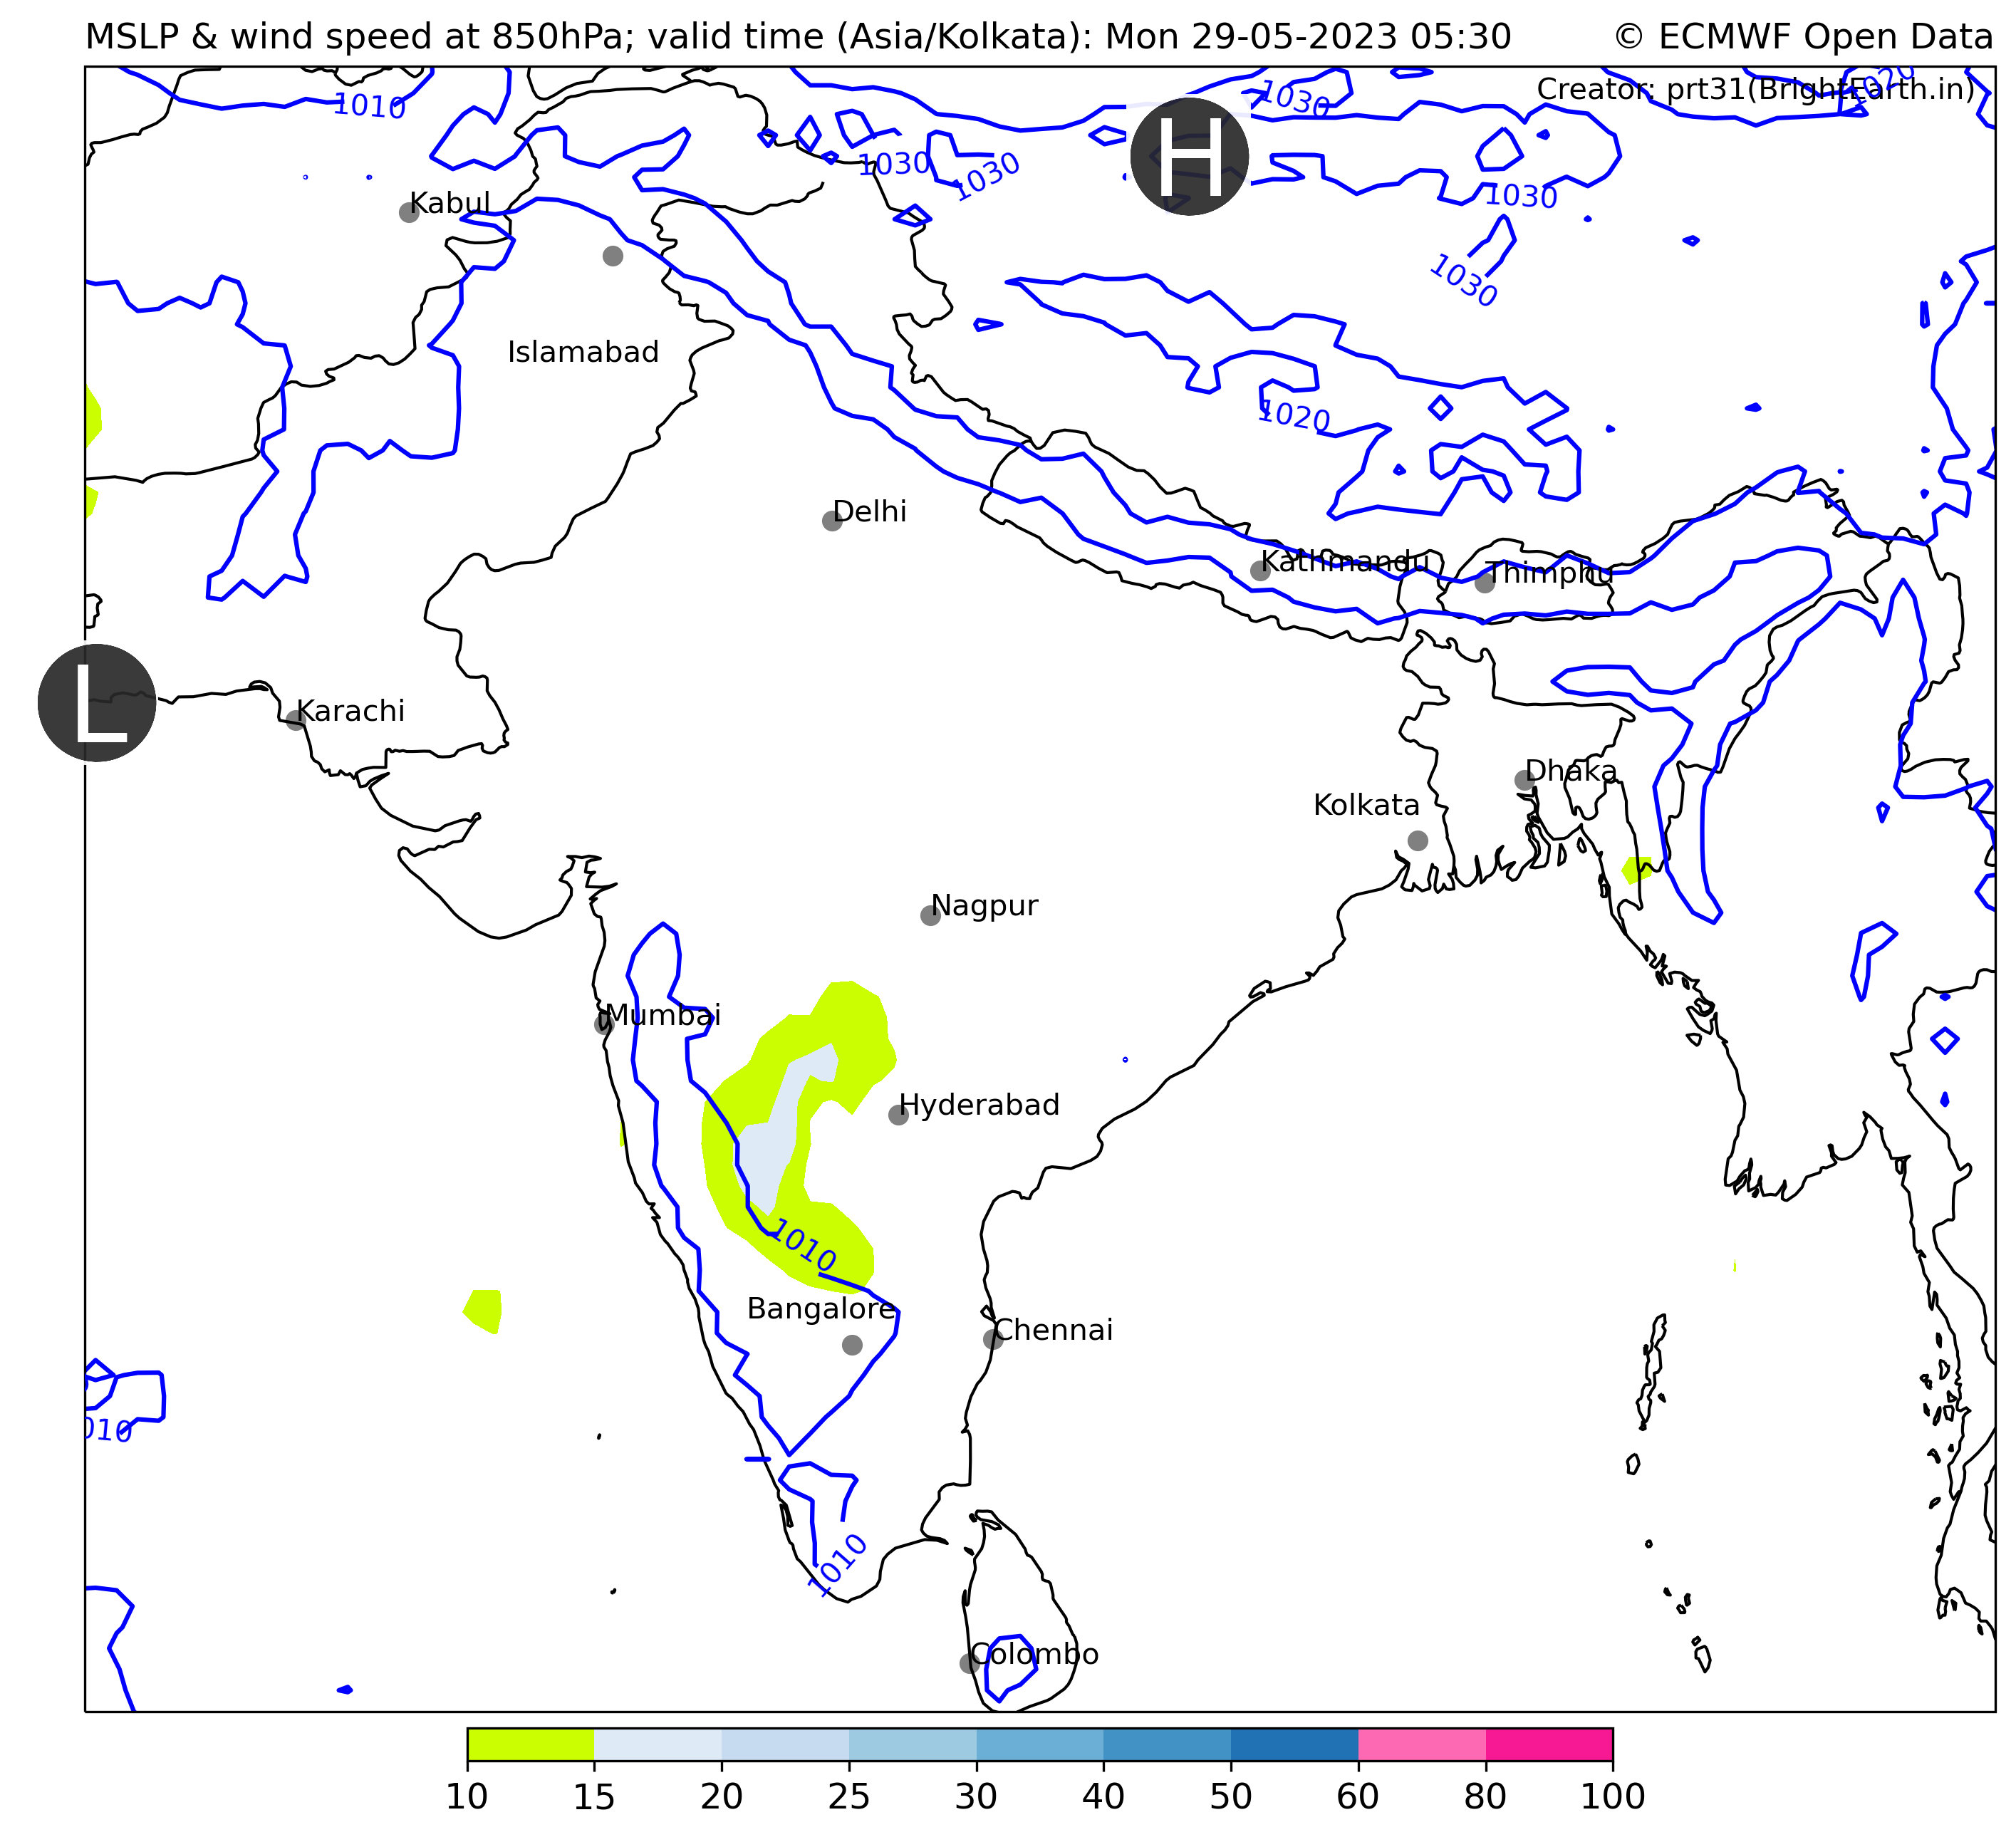 MSLP & wind speed at 850hPa; valid time (Asia/Kolkata): Mon 29-05-2023 05:30
© ECMWF Open Data
Creator: prt31(BrightEarth.in)
1020
1010
1030
H
1030
1030
1030
Kabul
1030
Islamabad
1020
Delhi
Kathmandu
Thimphu
L
Karachi
Dhaka
Kolkata
Nagpur
Mumbai
Hyderabad
1010
Bangalore
Chennai
010
1010
Colombo
10 15 20 25 30 40 50 60 80 100